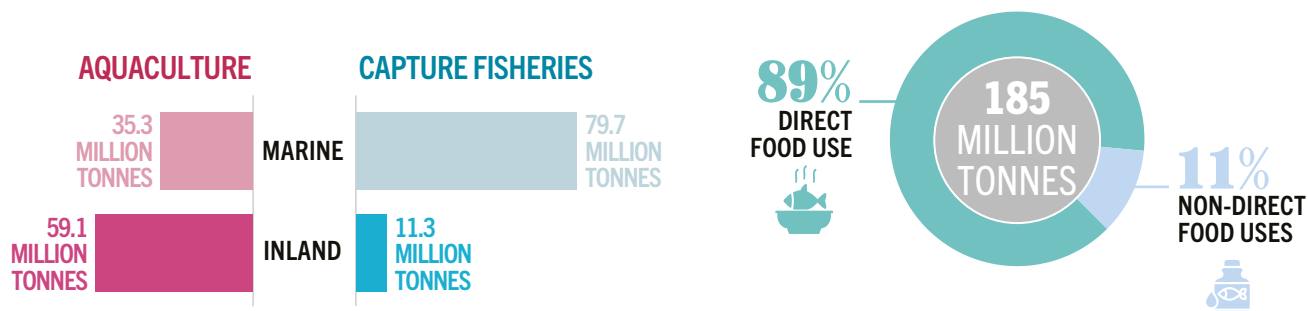 AQUACULTURE
CAPTURE FISHERIES
35.3
MILLION
TONNES
MARINE
79.7
MILLION
TONNES
59.1
MILLION
TONNES
INLAND
11.3
MILLION
TONNES
89%
DIRECT
FOOD USE
185
MILLION
TONNES
11%
NON-DIRECT
FOOD USES